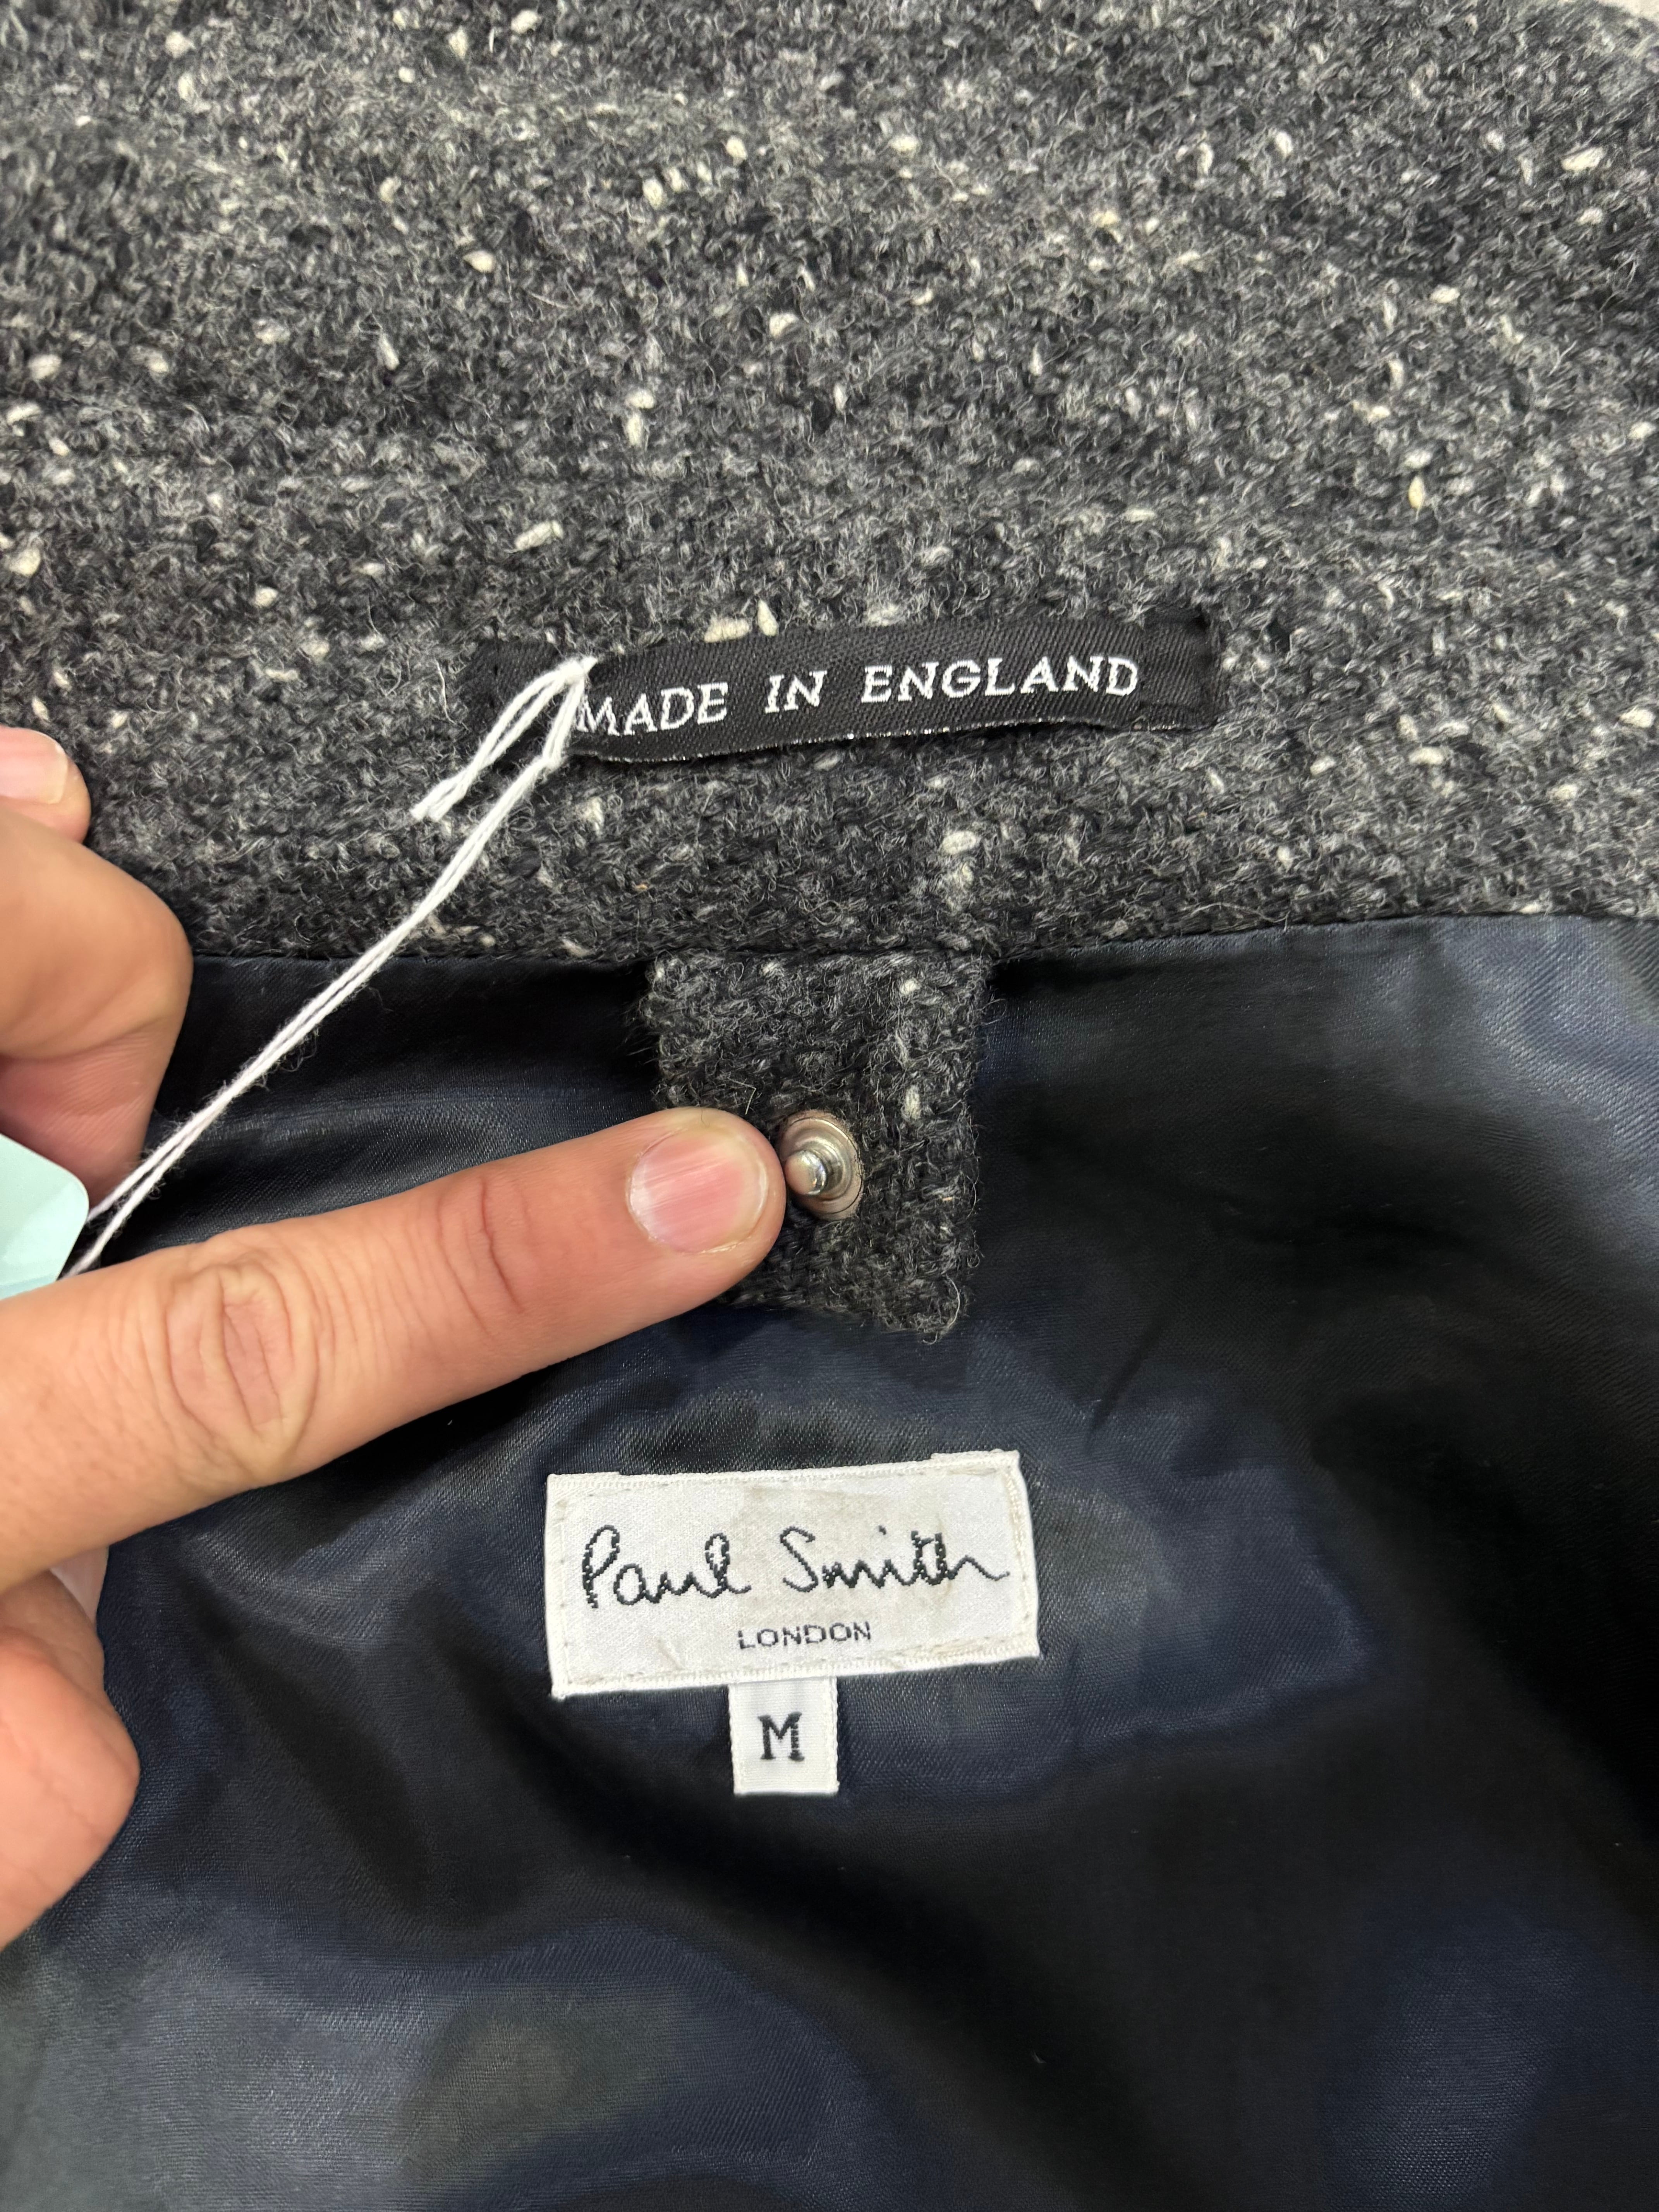 MADE IN ENGLAND
Paul Smith
LONDON
M